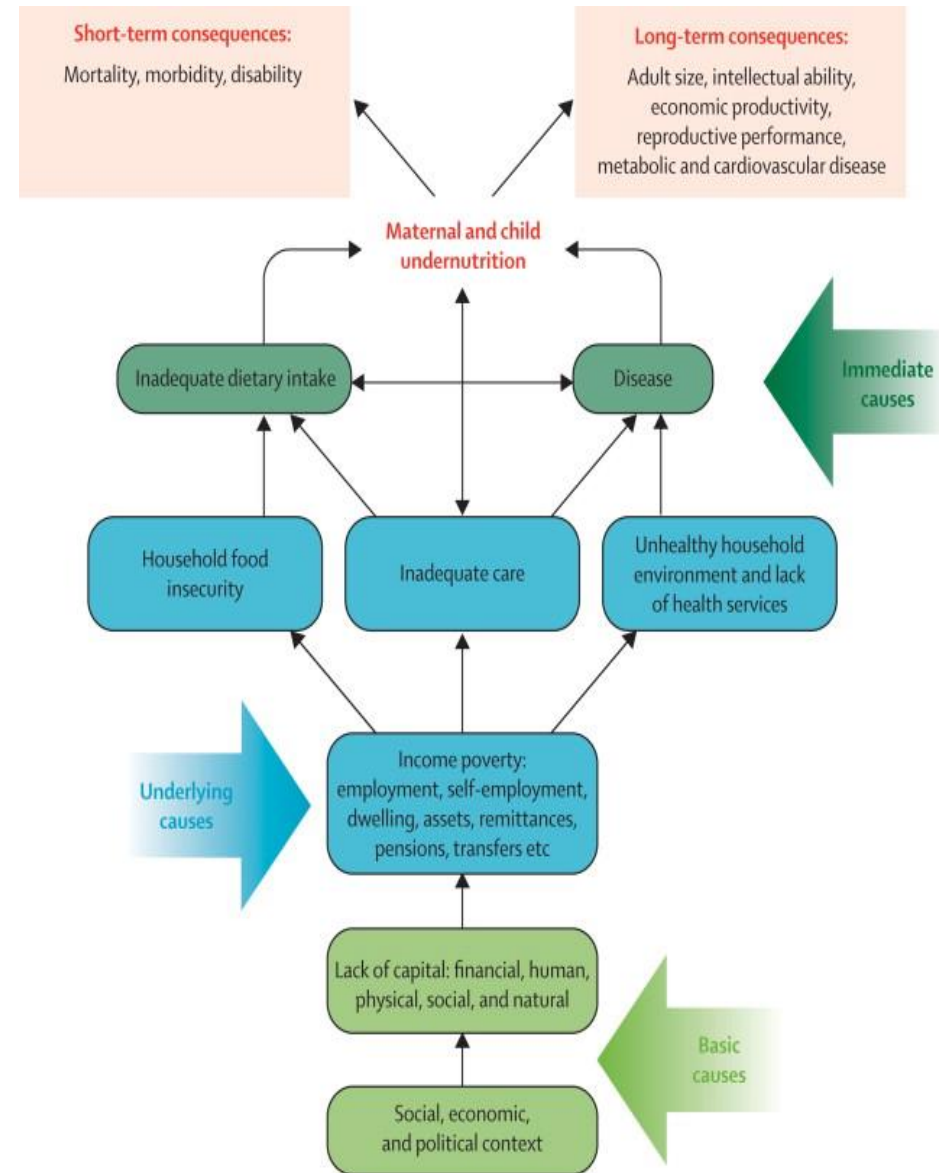 Short-term consequences:
Mortality, morbidity, disability
Long-term consequences:
Adult size, intellectual ability,
economic productivity,
reproductive performance,
metabolic and cardiovascular disease
Maternal and child
undernutrition
Inadequate dietary intake
Disease
Immediate
causes
Household food
insecurity
Inadequate care
Unhealthy household
environment and lack
of health services
Underlying
causes
Income poverty:
employment, self-employment,
dwelling, assets, remittances,
pensions, transfers etc
Lack of capital: financial, human,
physical, social, and natural
Basic
causes
Social, economic,
and political context